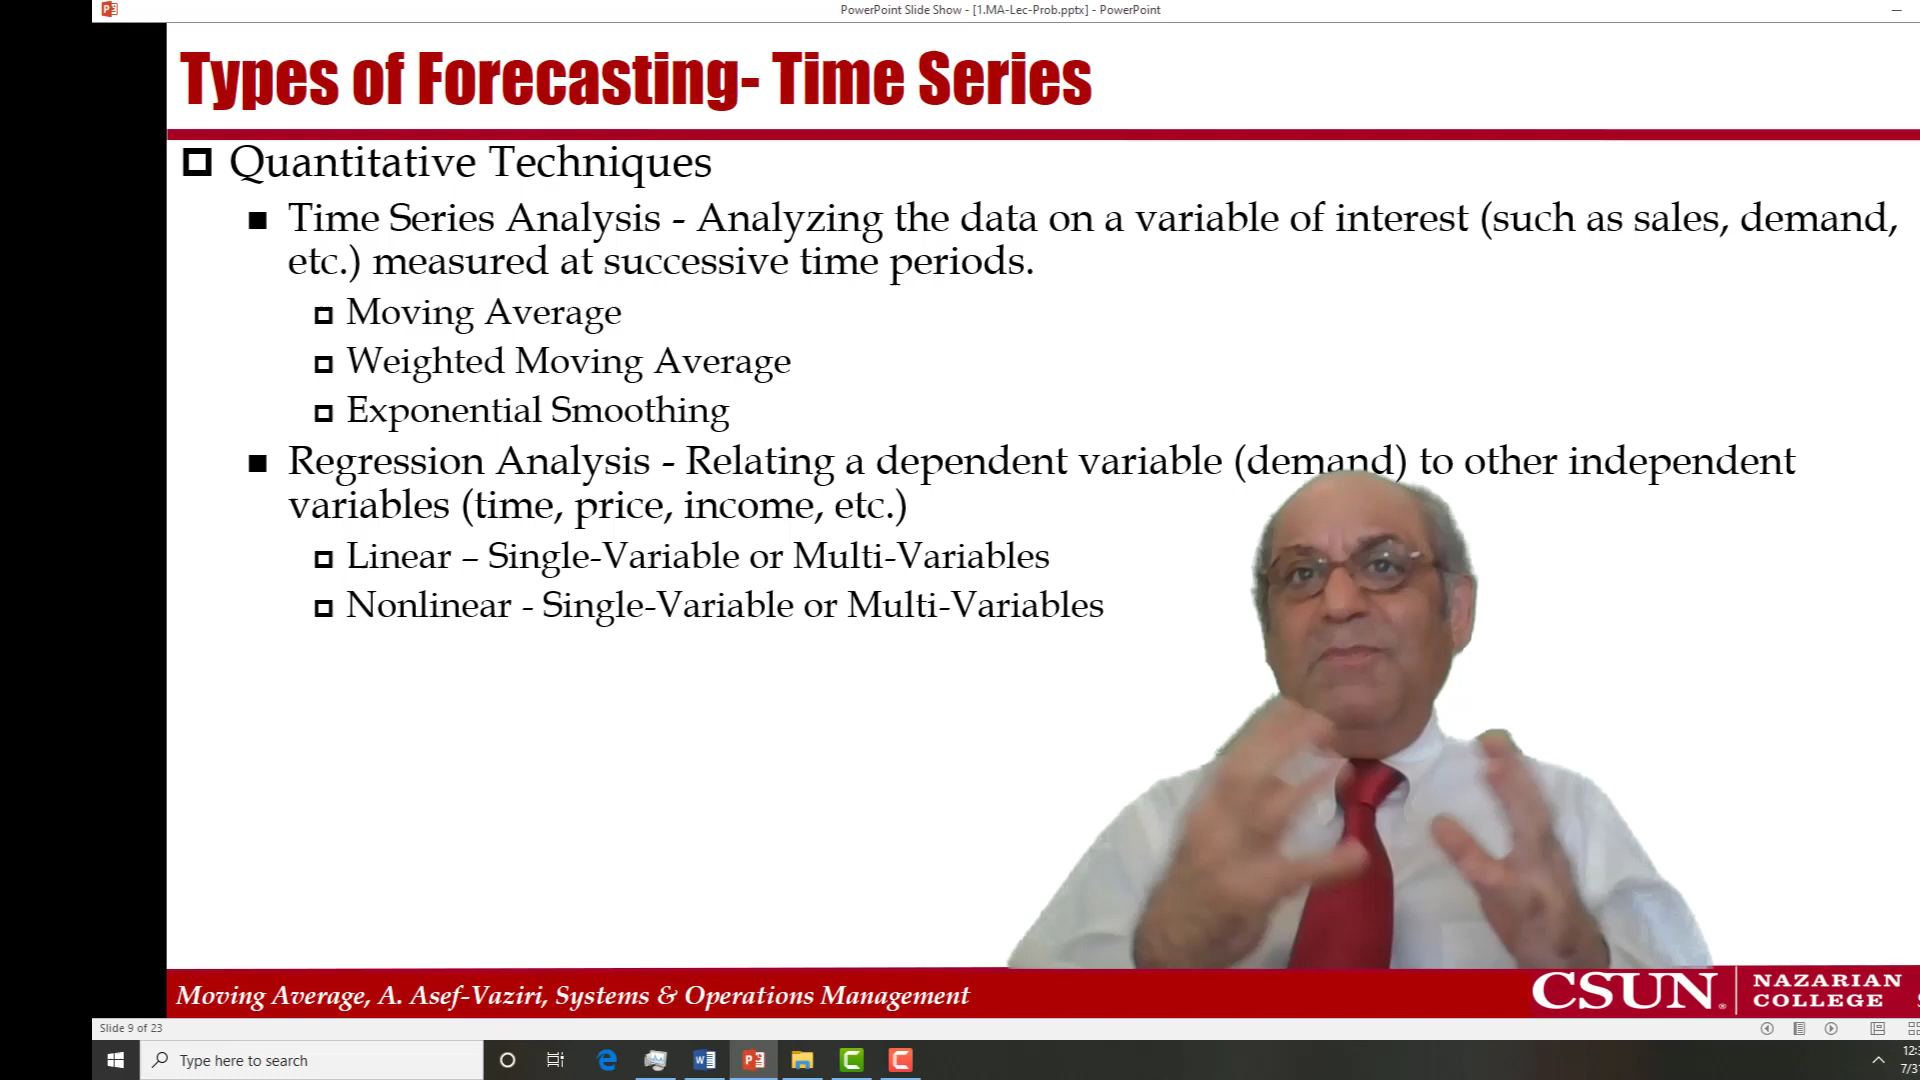 PowerPoint Slide Show - [1.MA-Lec-Prob.pptx] - PowerPoint
Types of Forecasting- Time Series
Quantitative Techniques
Time Series Analysis - Analyzing the data on a variable of interest (such as sales, demand,
etc.) measured at successive time periods.
Moving Average
Weighted Moving Average
Exponential Smoothing
Regression Analysis - Relating a dependent variable (demand) to other independent
variables (time, price, income, etc.)
Linear – Single-Variable or Multi-Variables
Nonlinear - Single-Variable or Multi-Variables
Moving Average, A. Asef-Vaziri, Systems & Operations Management
CSUN
NAZARIAN
COLLEGE
Slide 9 of 23
Type here to search